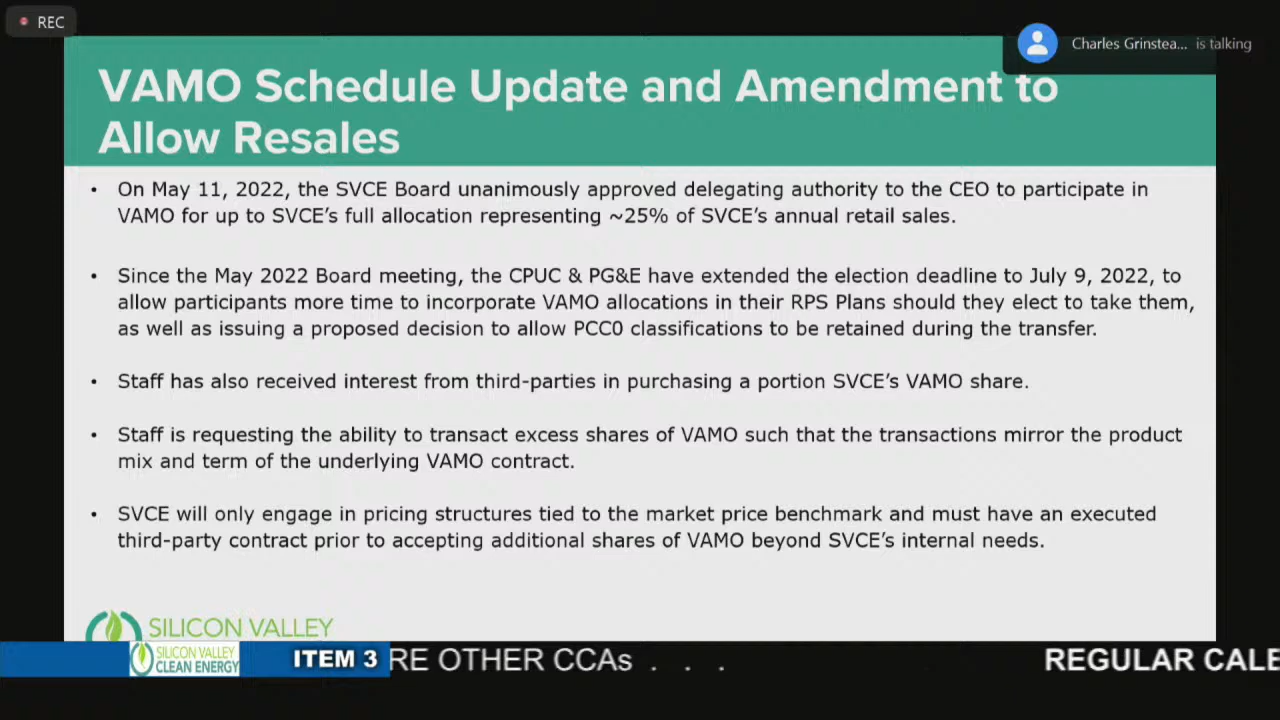 REC
Charles Grinstea... is talking
VAMO Schedule Update and Amendment to
Allow Resales
• On May 11, 2022, the SVCE Board unanimously approved delegating authority to the CEO to participate in
VAMO for up to SVCE’s full allocation representing ~25% of SVCE’s annual retail sales.
• Since the May 2022 Board meeting, the CPUC & PG&E have extended the election deadline to July 9, 2022, to
allow participants more time to incorporate VAMO allocations in their RPS Plans should they elect to take them,
as well as issuing a proposed decision to allow PCC0 classifications to be retained during the transfer.
• Staff has also received interest from third-parties in purchasing a portion SVCE’s VAMO share.
• Staff is requesting the ability to transact excess shares of VAMO such that the transactions mirror the product
mix and term of the underlying VAMO contract.
• SVCE will only engage in pricing structures tied to the market price benchmark and must have an executed
third-party contract prior to accepting additional shares of VAMO beyond SVCE’s internal needs.
SILICON VALLEY
SILICON VALLEY
CLEAN ENERGY
ITEM 3
RE OTHER CCAs . . .
REGULAR CALE